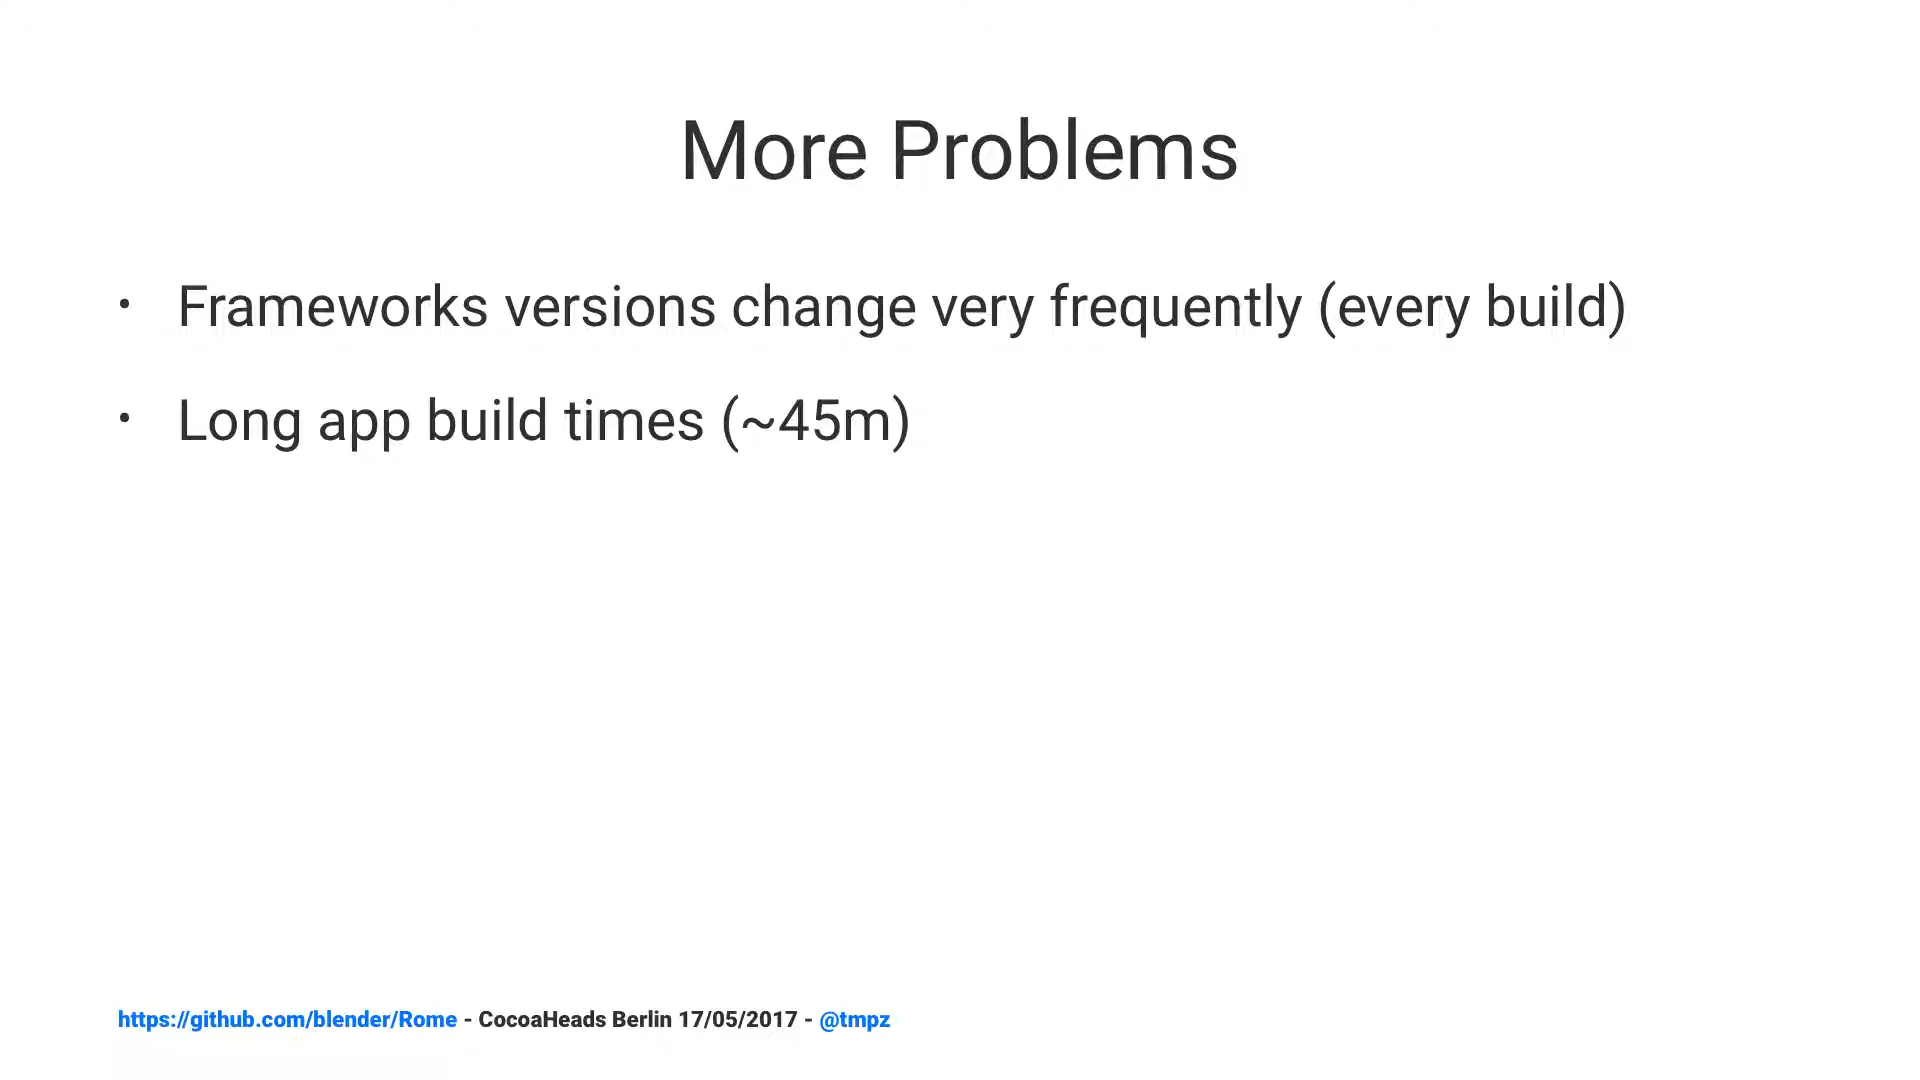 More Problems
• Frameworks versions change very frequently (every build)
• Long app build times (~45m)
https://github.com/blender/Rome - CocoaHeads Berlin 17/05/2017 - @tmpz